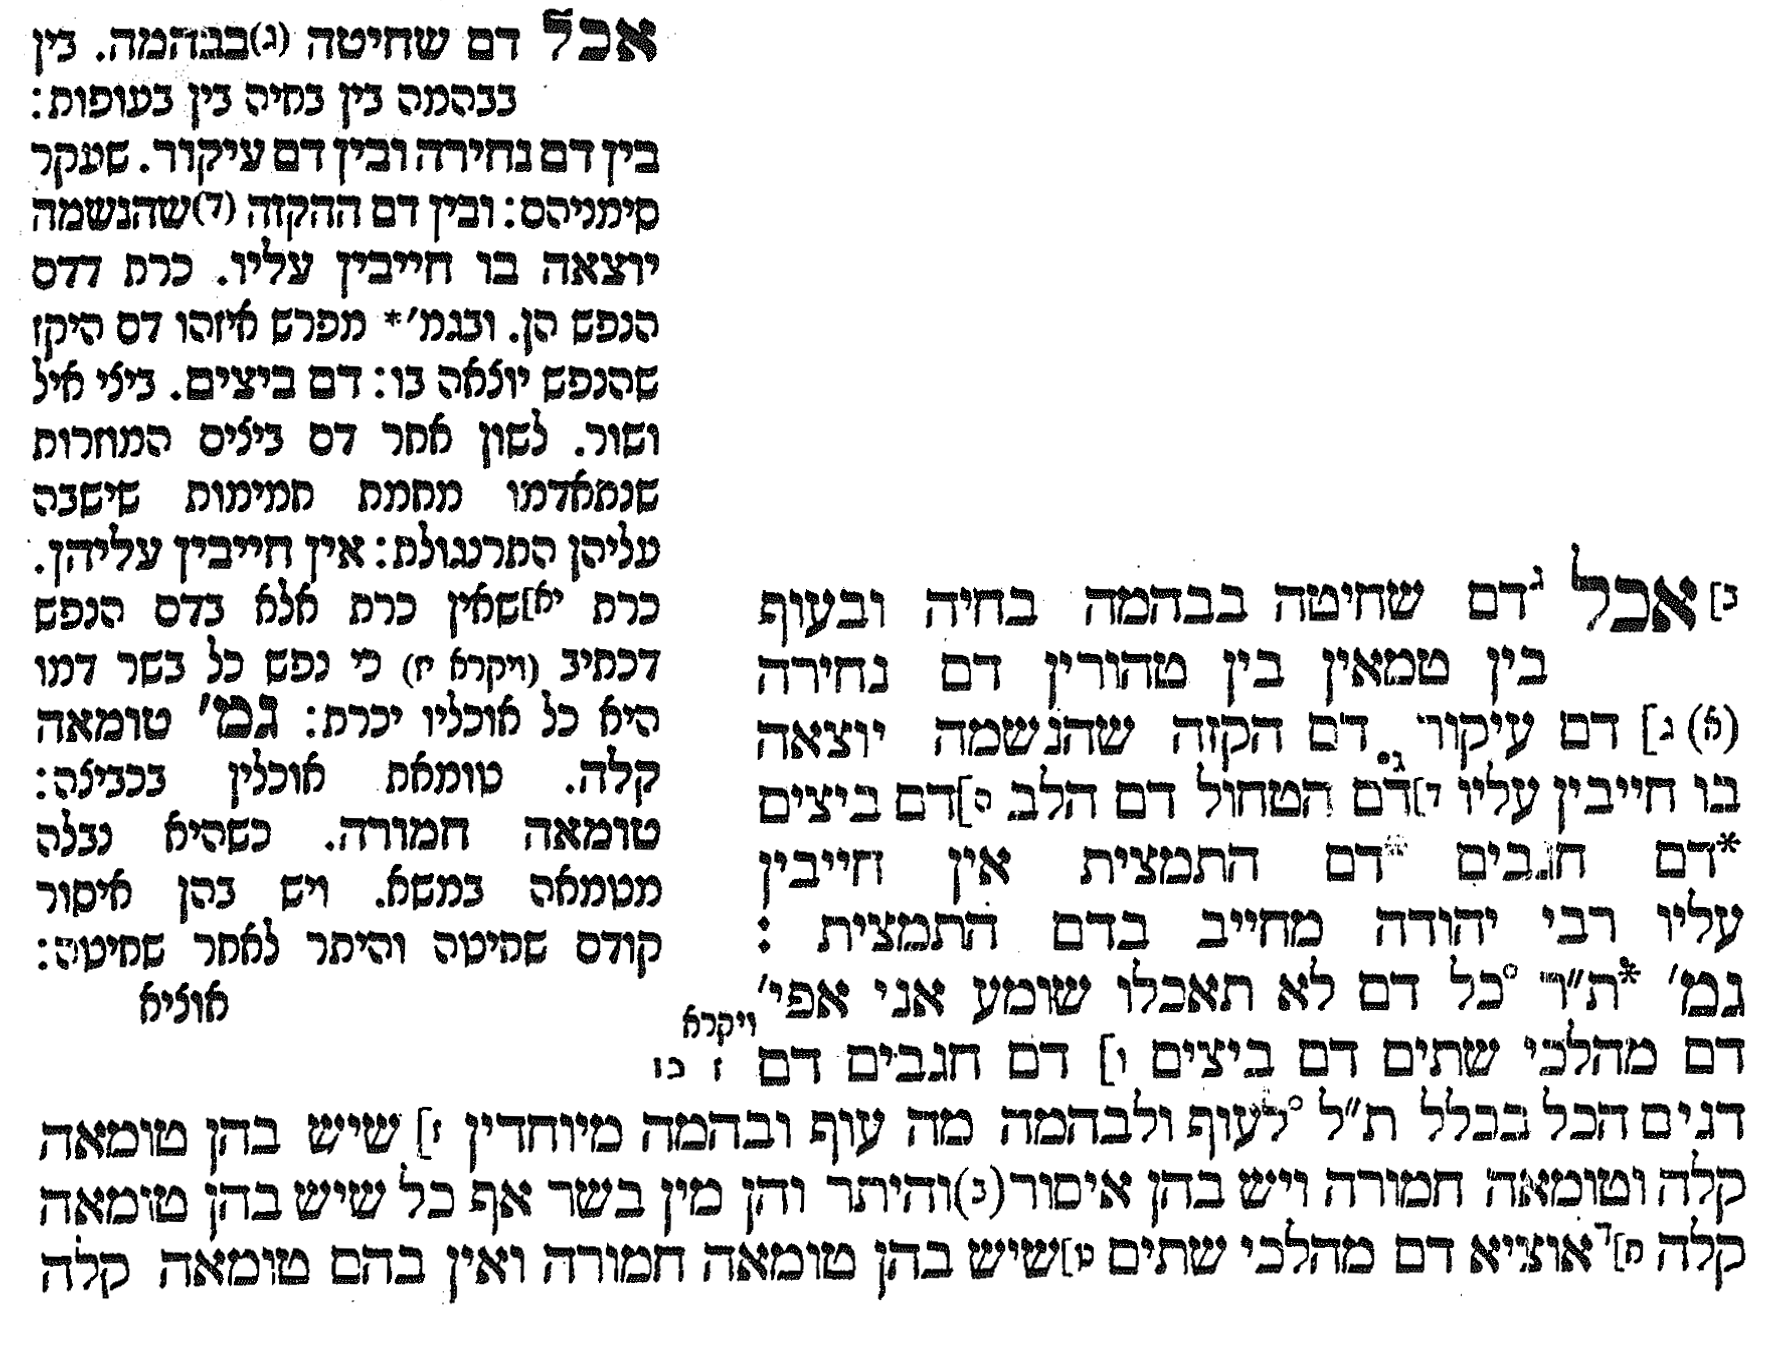 ב] אכל ג דם שחיטה בבהמה בחיה ובעוף
בין טמאין בין טהורין דם נחירה
(א) ג] דם עיקור דם הקזה שהנשמה יוצאה
בו חייבין עליו ד] ג דם הטחול דם הלב ה] דם ביצים
*דם חגבים דם התמצית אין חייבין
עליו רבי יהודה מחייב בדם התמצית :
גמ׳ *ת״ר °כל דם לא תאכלו שומע אני אפי׳
דם מהלכי שתים דם ביצים ו] דם חגבים דם
דגים הכל בכלל ת״ל °לעוף ולבהמה מה עוף ובהמה מיוחדין ז] שיש בהן טומאה
קלה וטומאה חמורה ויש בהן איסור (ב) והיתר והן מין בשר אף כל שיש בהן טומאה
קלה ח] ד אוציא דם מהלכי שתים ט] שיש בהן טומאה חמורה ואין בהם טומאה קלה
ויקרא
ז כו
אכל דם שחיטה (ג) בבהמה. בין
בבהמה בין בחיה בין בעופות:
בין דם נחירה ובין דם עיקור. שעקר
סימניהם: ובין דם ההקזה (ד) שהנשמה
יוצאה בו חייבין עליו. כרת דדם
הנפש הן. ובגמ׳ * מפרש איזהו דם היקז
שהנפש יוצאה בו: דם ביצים. ביצי איל
ושור. לשון אחר דם ביצים המחרות
שנתאדמו מחמת חמימות שישבה
עליהן התרנגולת: אין חייבין עליהן.
כרת יא] שאין כרת אלא בדם הנפש
דכתיב (ויקרא יז) כי נפש כל בשר דמו
היא כל אוכליו יכרת: גמ׳ טומאה
קלה. טומאת אוכלין בכביצה:
טומאה חמורה. כשהיא נבלה
מטמאה במשא. ויש בהן איסור
קודם שחיטה והיתר לאחר שחיטה:
אוציא